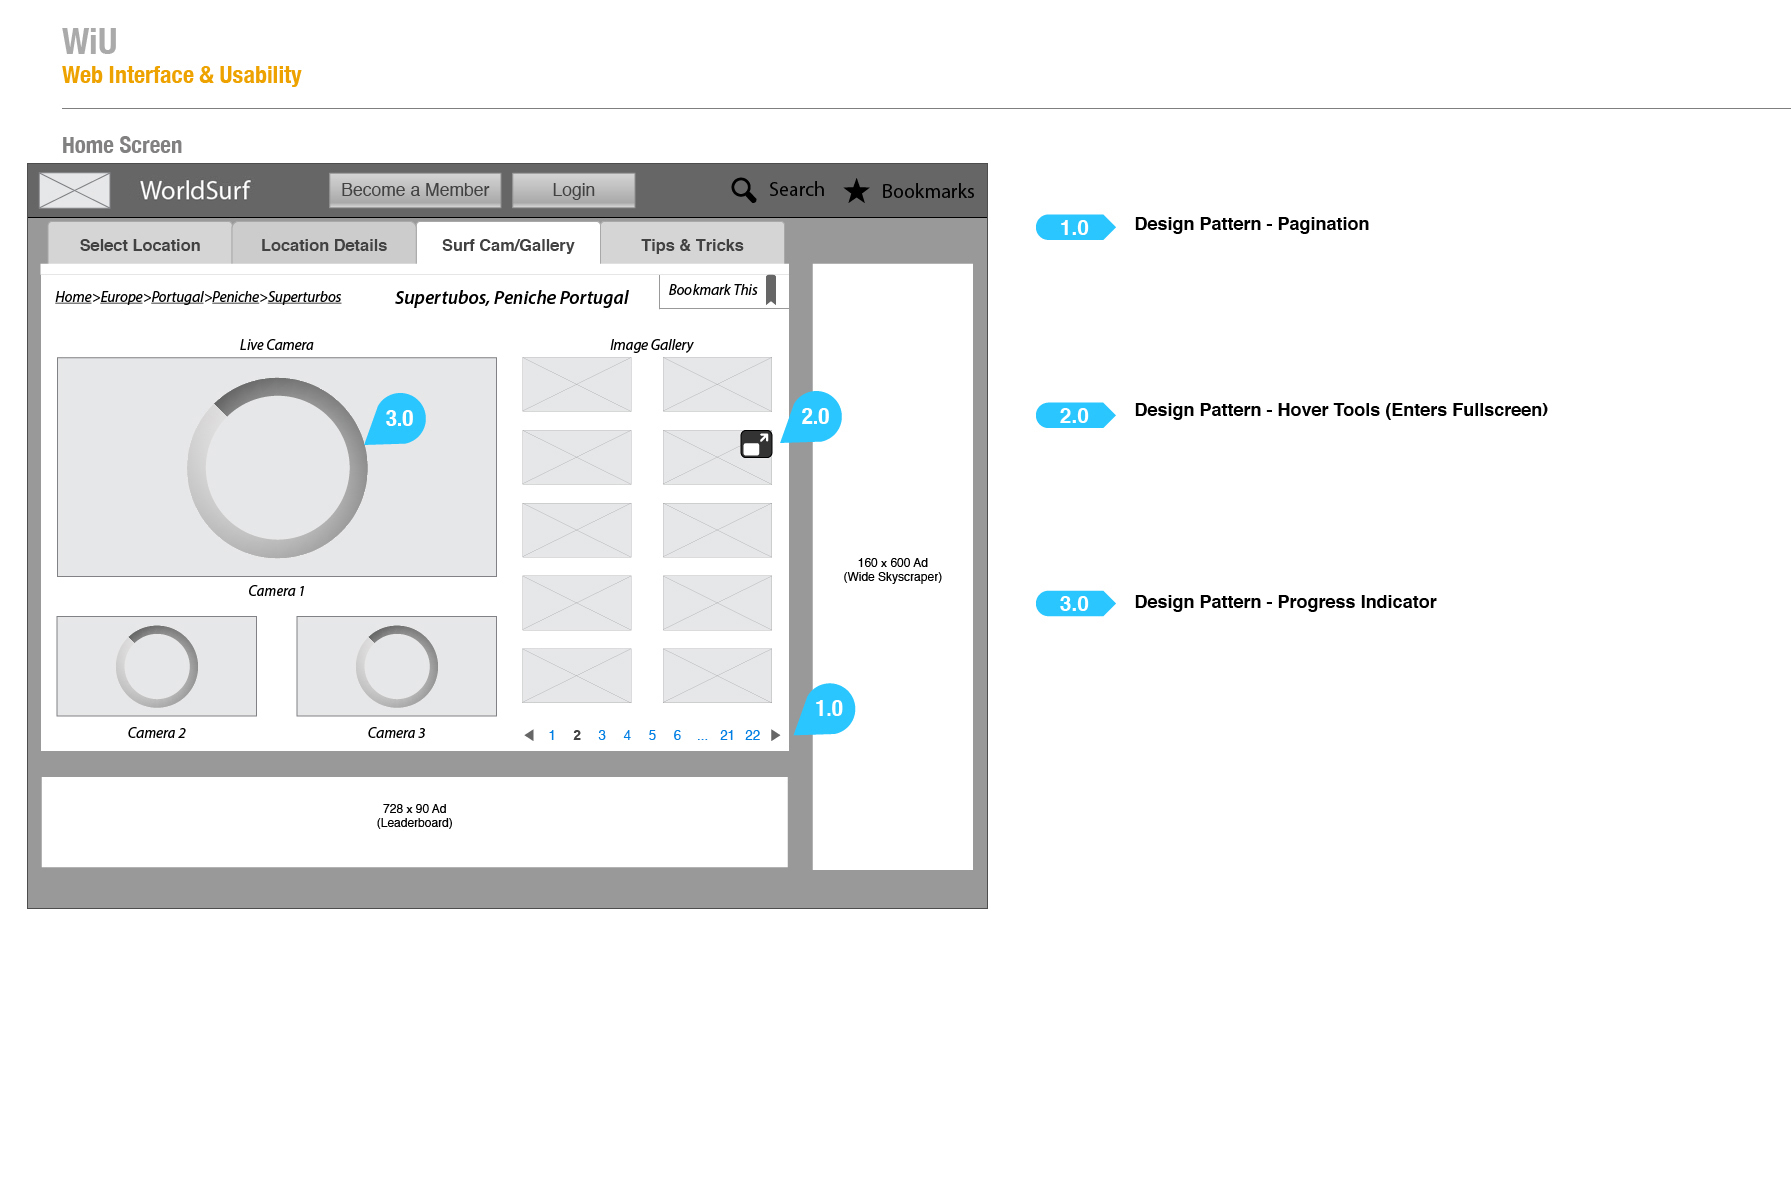 WiU
Web Interface & Usability
Home Screen
WorldSurf
Become a Member
Login
Search
Bookmarks
Select Location
Location Details
Surf Cam/Gallery
Tips & Tricks
Home>Europe>Portugal>Peniche>Superturbos
Supertubos, Peniche Portugal
Bookmark This
Live Camera
Image Gallery
3.0
2.0
Camera 1
Camera 2
Camera 3
1 2 3 4 5 6 ... 21 22
1.0
160 x 600 Ad
(Wide Skyscraper)
728 x 90 Ad
(Leaderboard)
1.0 Design Pattern - Pagination
2.0 Design Pattern - Hover Tools (Enters Fullscreen)
3.0 Design Pattern - Progress Indicator